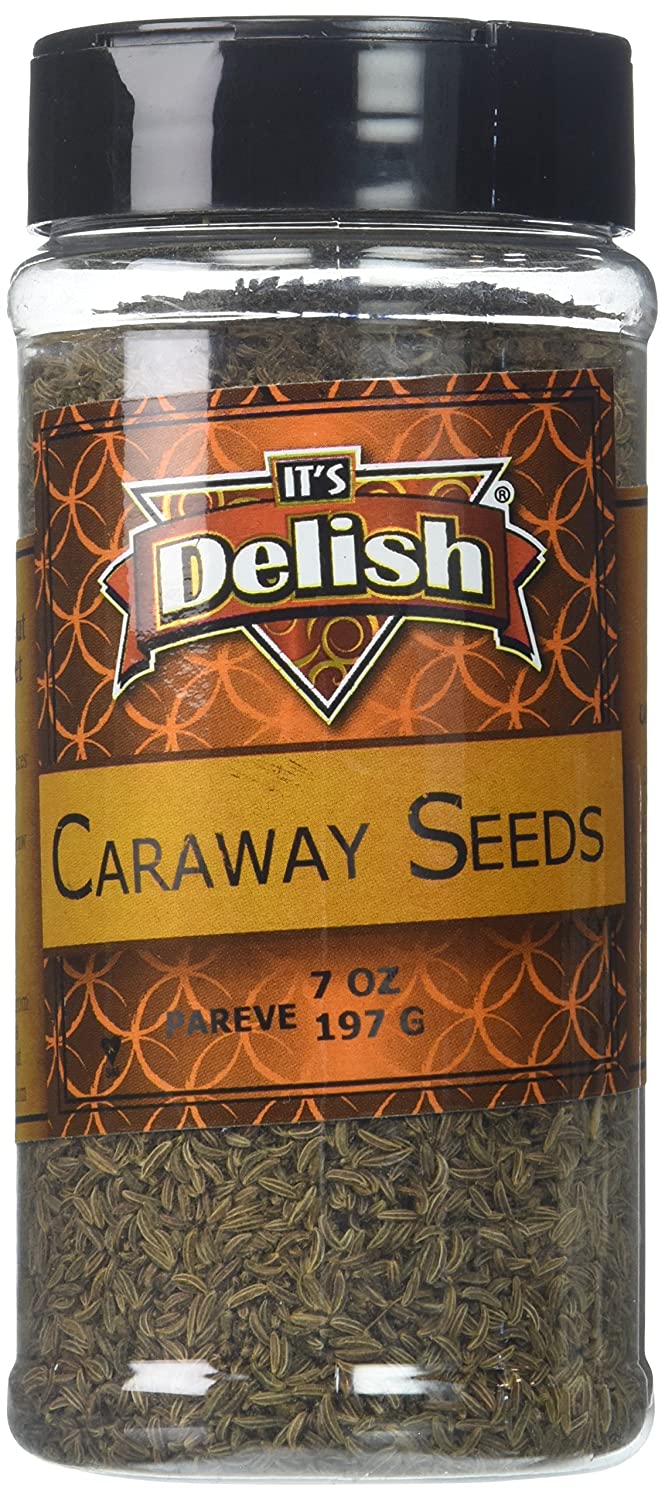 IT'S
Delish®
CARAWAY SEEDS
7 OZ
PAREVE 197 G